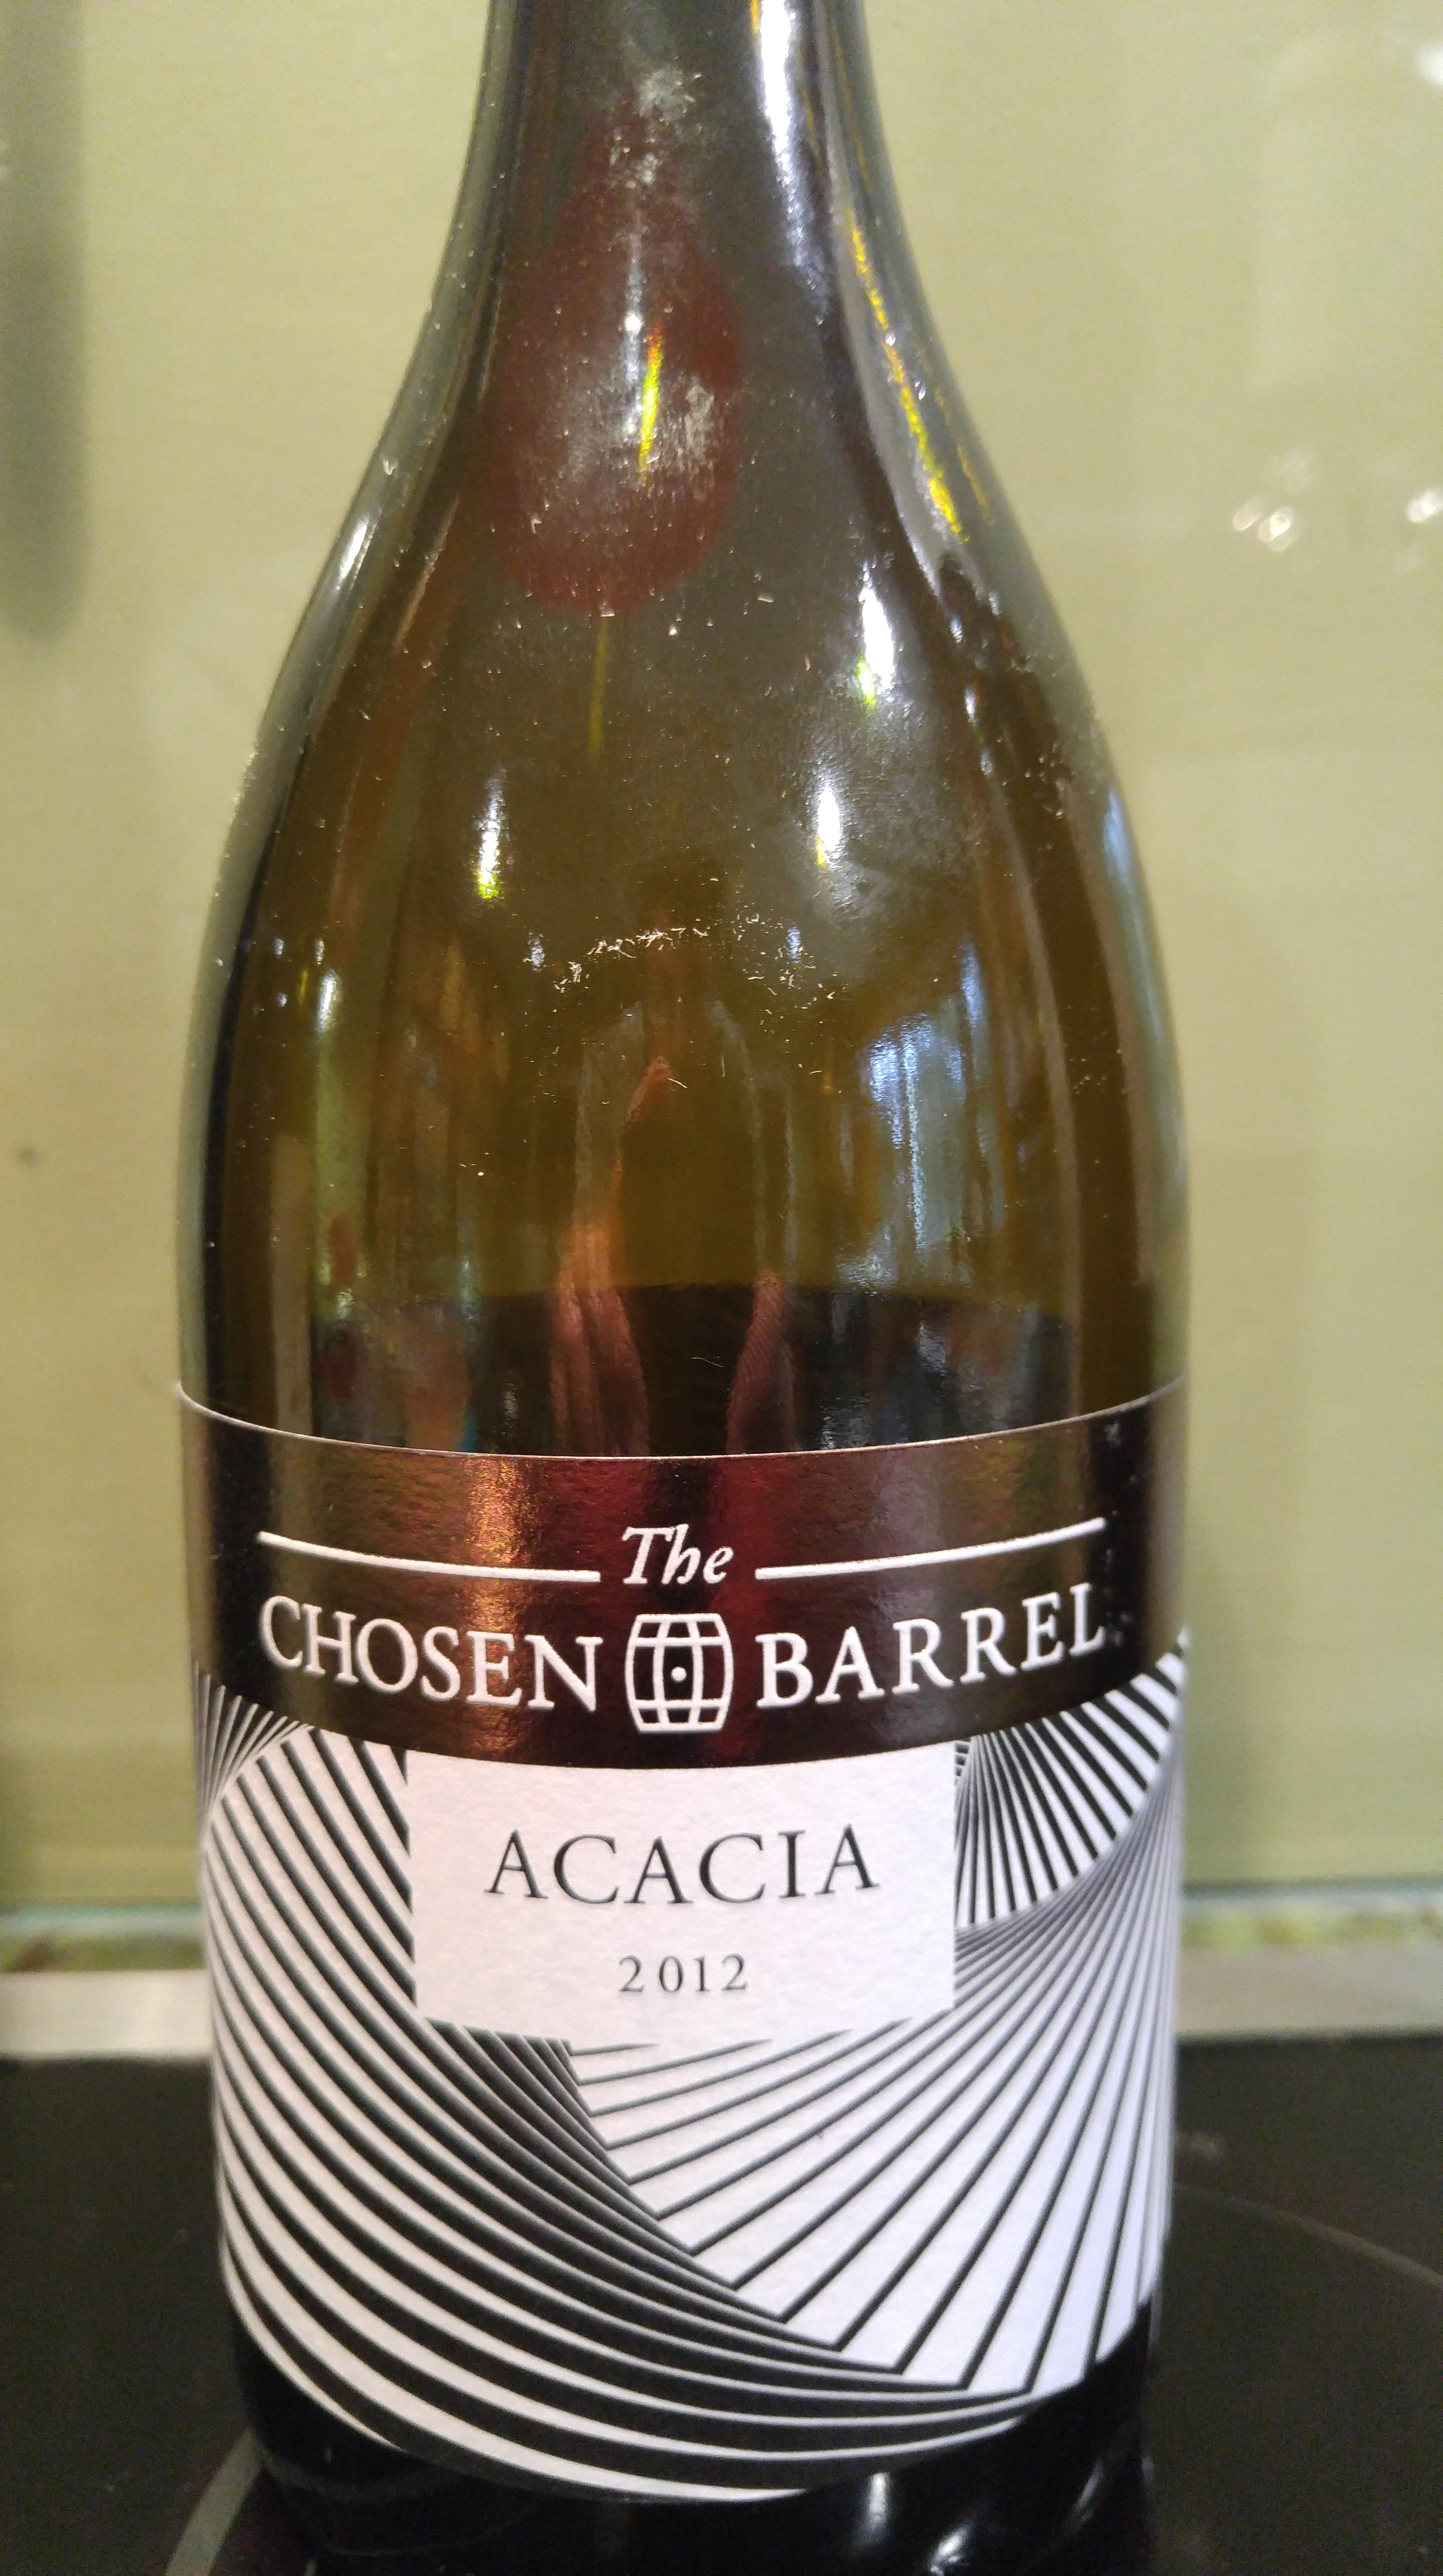 The
CHOSEN BARREL
ACACIA
2012